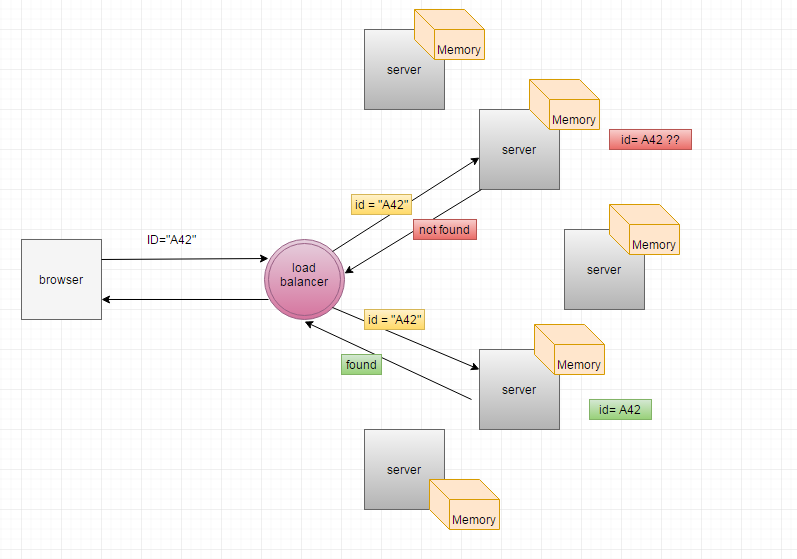 Memory
server
Memory
server
id= A42 ??
id = "A42"
not found
Memory
server
ID="A42"
browser
load
balancer
id = "A42"
found
Memory
server
id= A42
server
Memory